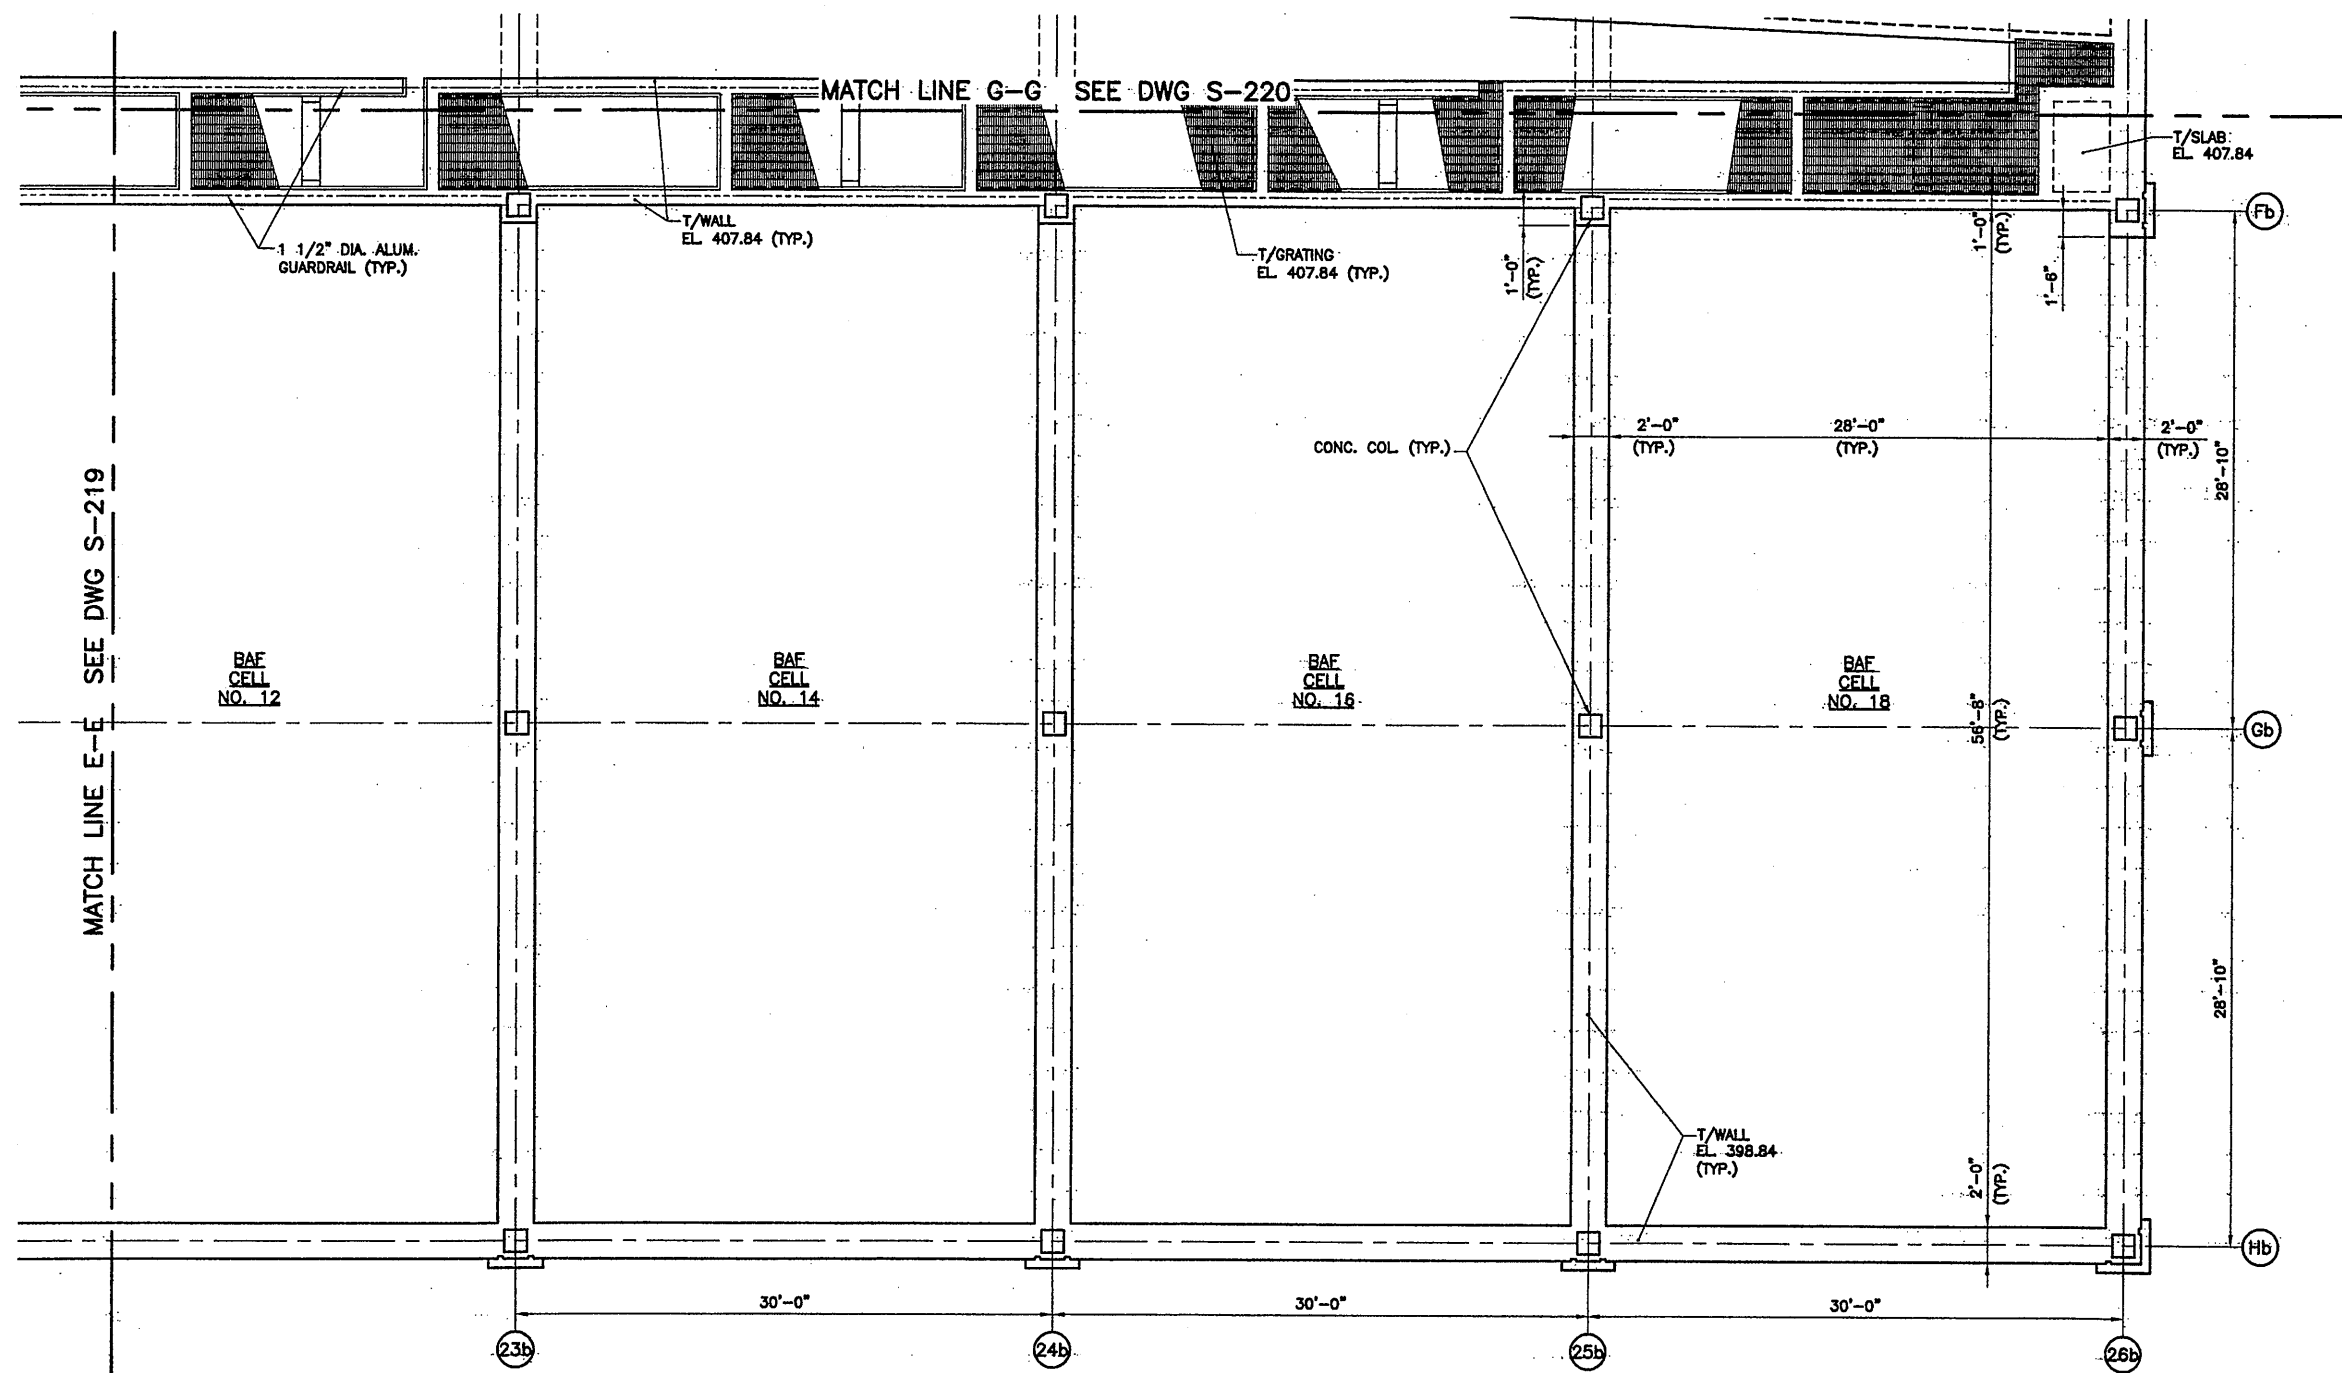 MATCH LINE G-G SEE DWG S-220
T/SLAB
EL. 407.84
Fb
1 1/2" DIA. ALUM.
GUARDRAIL (TYP.)
T/WALL
EL. 407.84 (TYP.)
T/GRATING
EL. 407.84 (TYP.)
1'-0"
(TYP.)
1'-0"
(TYP.)
1'-6"
CONC. COL. (TYP.)
2'-0"
(TYP.)
28'-0"
(TYP.)
2'-0"
(TYP.)
28'-10"
MATCH LINE E-E SEE DWG S-219
BAF
CELL
NO. 12
BAF
CELL
NO. 14
BAF
CELL
NO. 16
BAF
CELL
NO. 18
56'-8"
(TYP.)
Gb
28'-10"
T/WALL
EL. 398.84
(TYP.)
2'-0"
(TYP.)
Hb
30'-0"
30'-0"
30'-0"
23b
24b
25b
26b